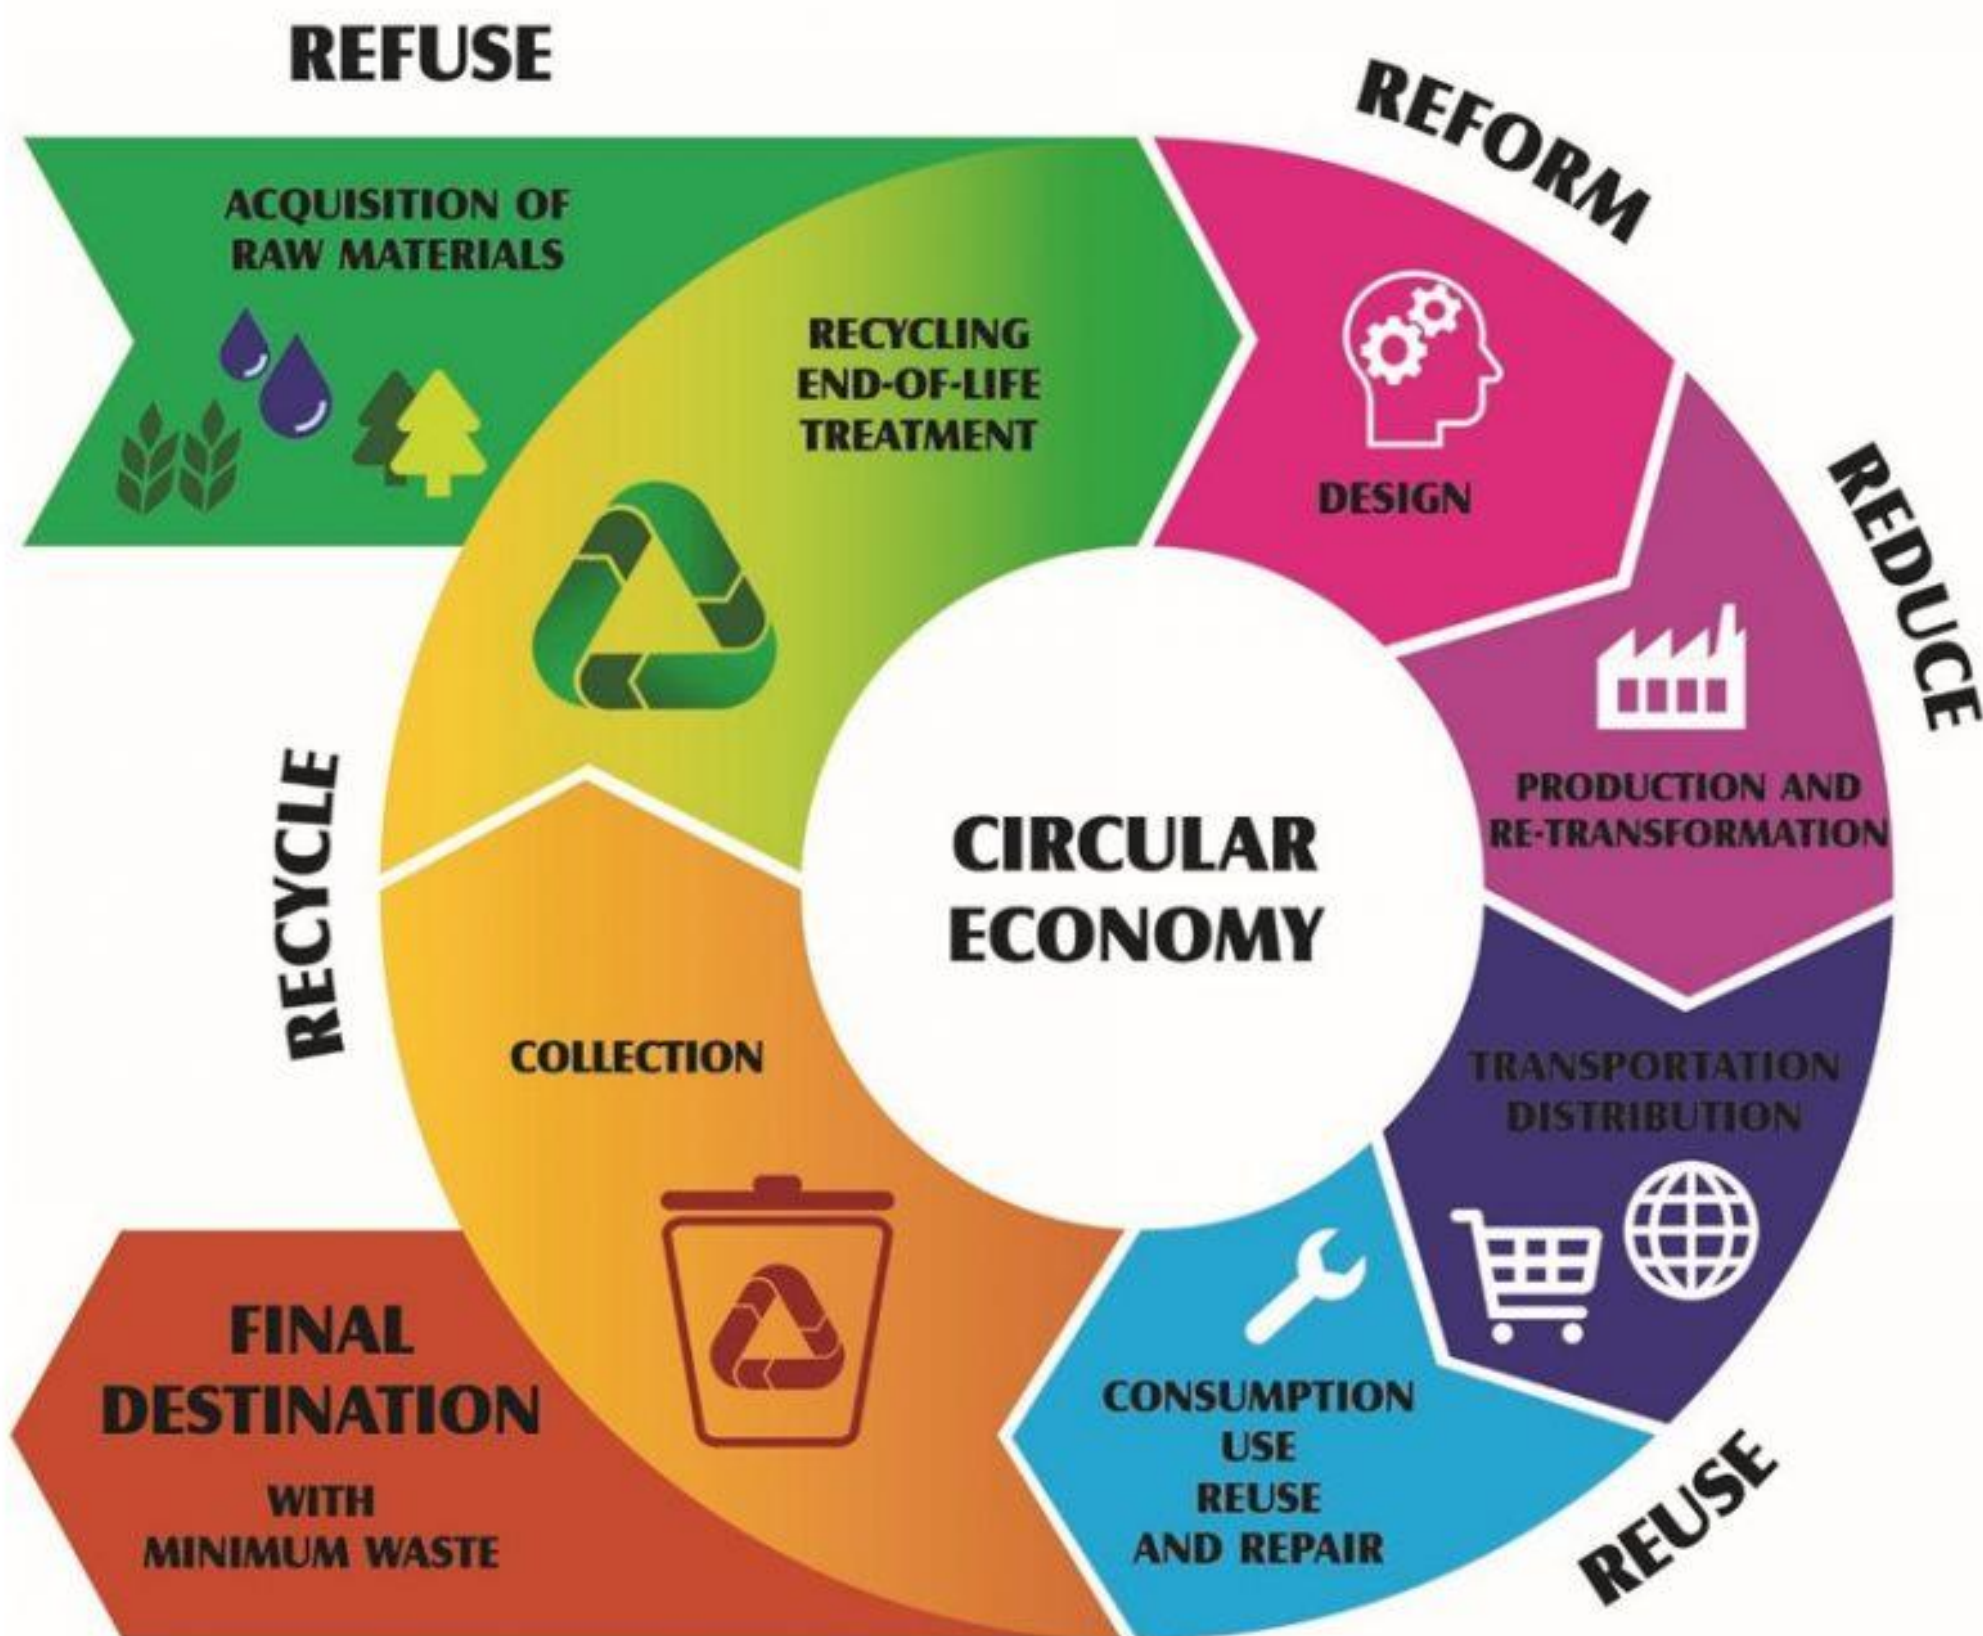 REFUSE
REFORM
ACQUISITION OF
RAW MATERIALS
RECYCLING
END-OF-LIFE
TREATMENT
DESIGN
REDUCE
PRODUCTION AND
RE-TRANSFORMATION
CIRCULAR
ECONOMY
RECYCLE
COLLECTION
TRANSPORTATION
DISTRIBUTION
FINAL
DESTINATION
WITH
MINIMUM WASTE
CONSUMPTION
USE
REUSE
AND REPAIR
REUSE